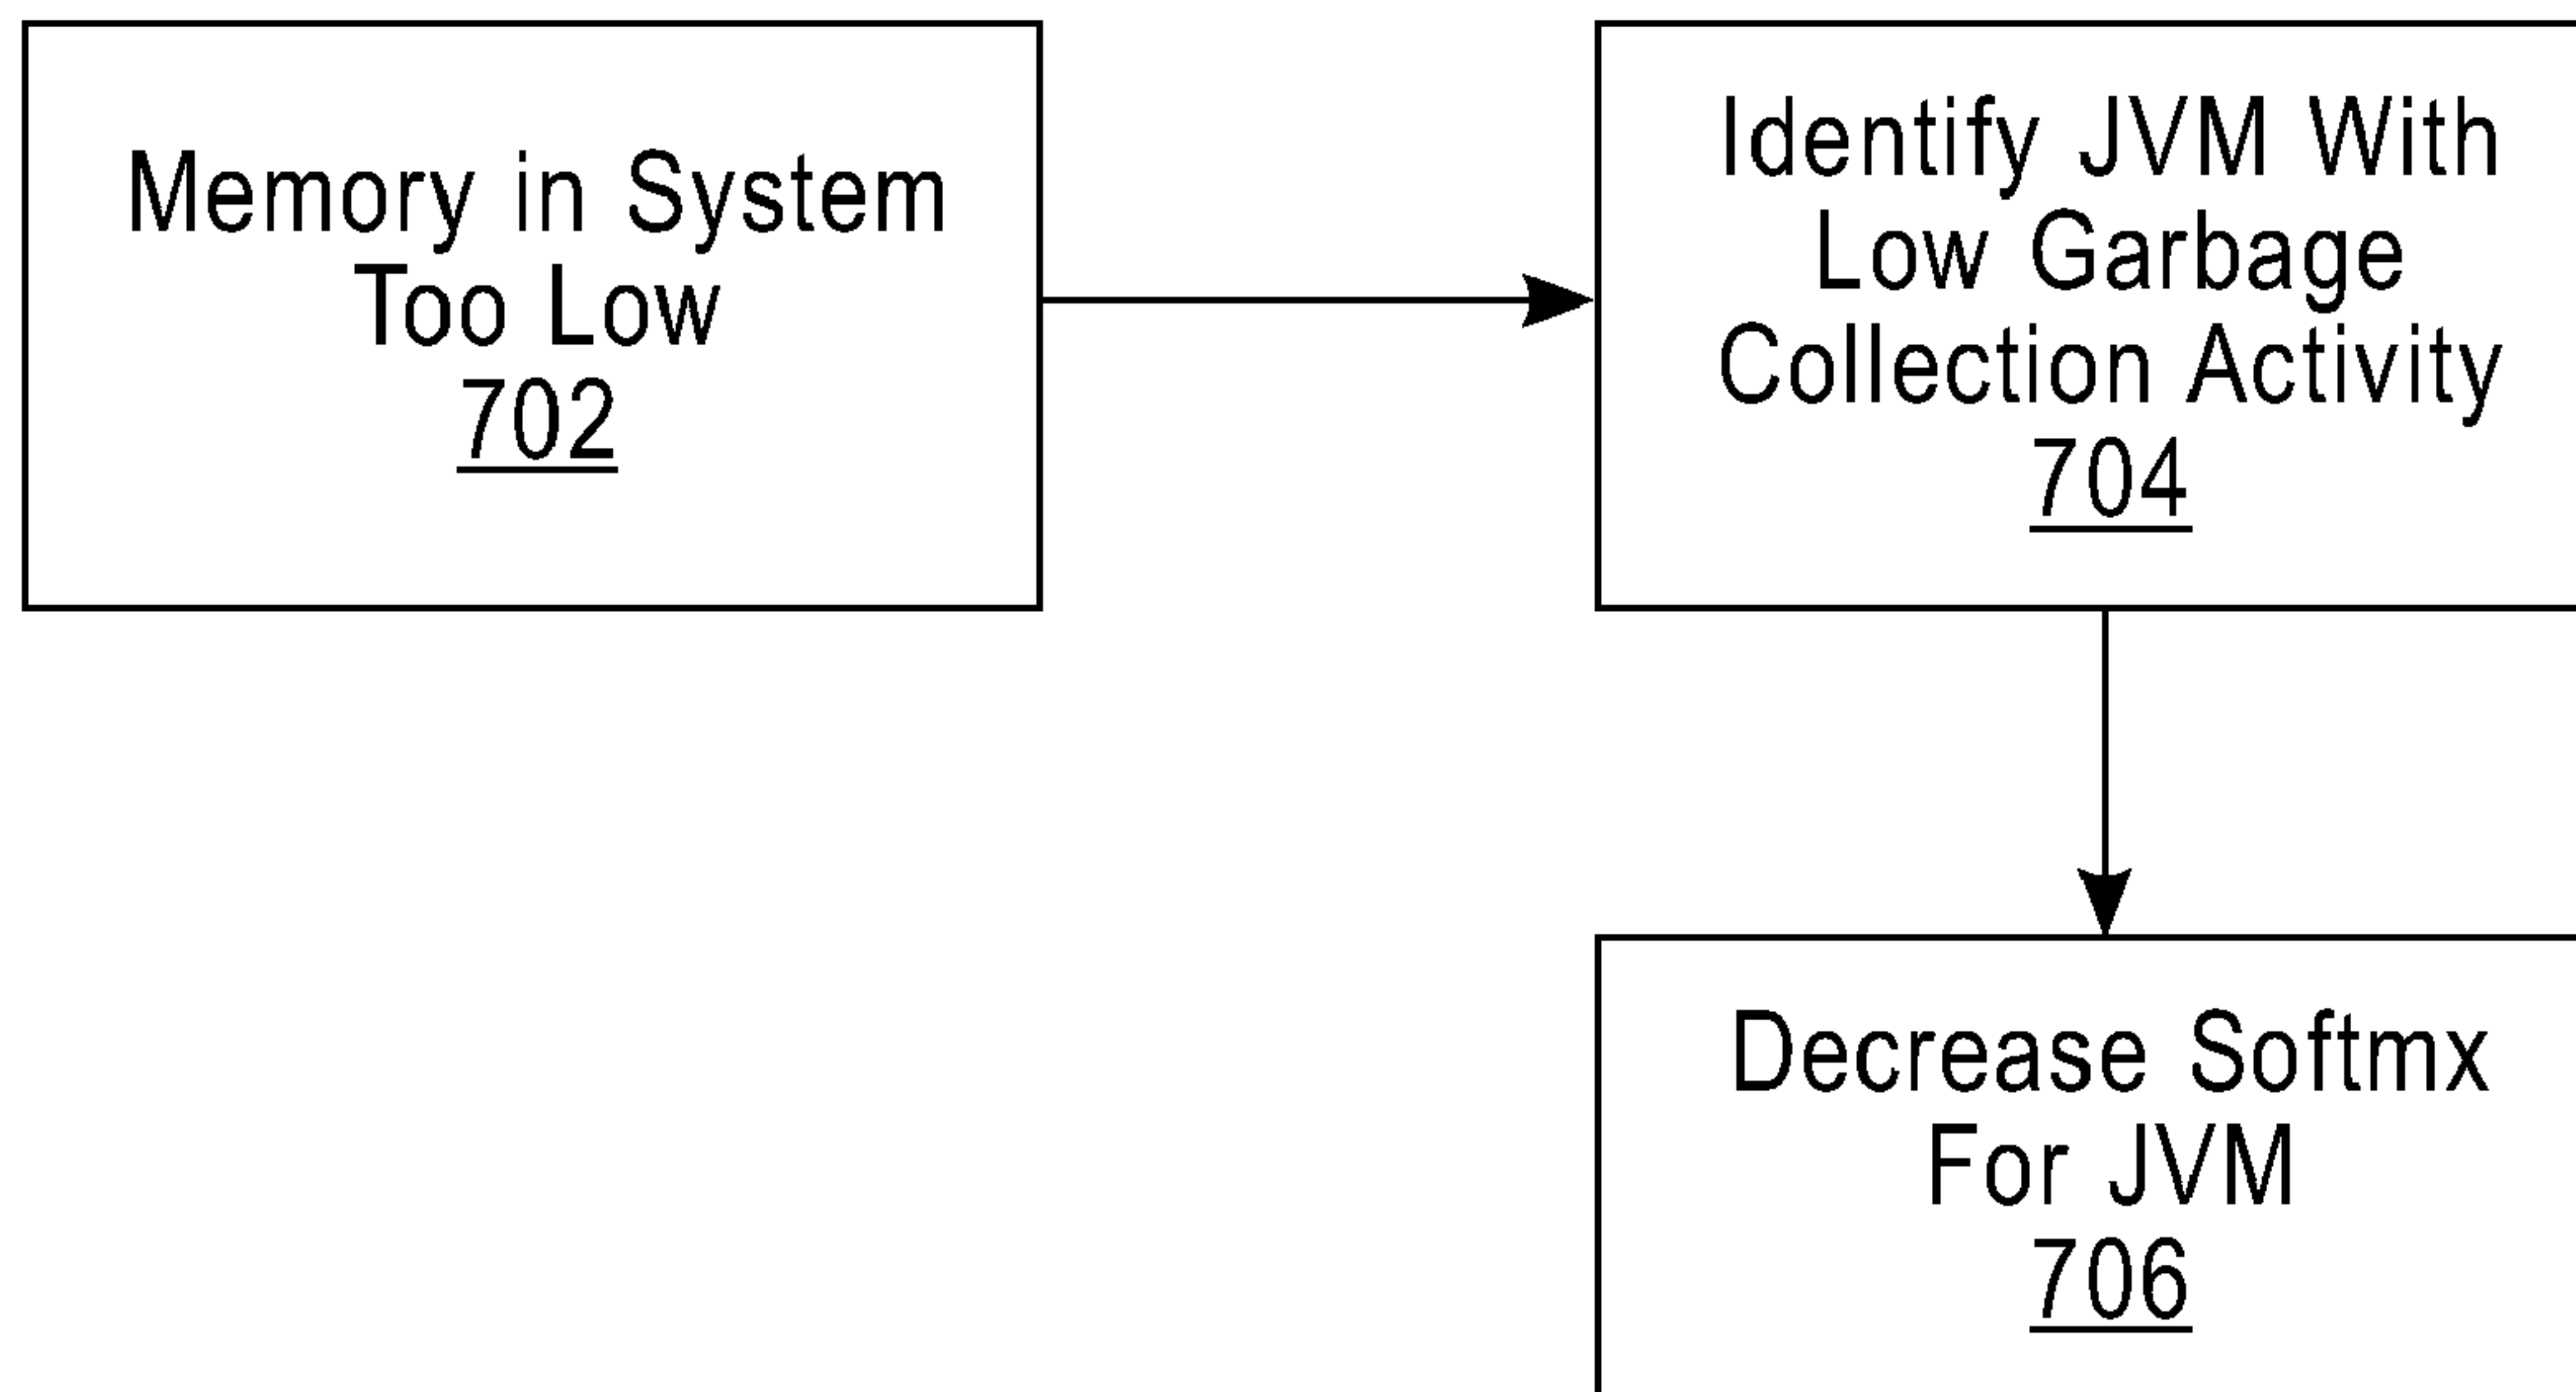 Memory in System
Too Low
702
Identify JVM With
Low Garbage
Collection Activity
704
Decrease Softmx
For JVM
706